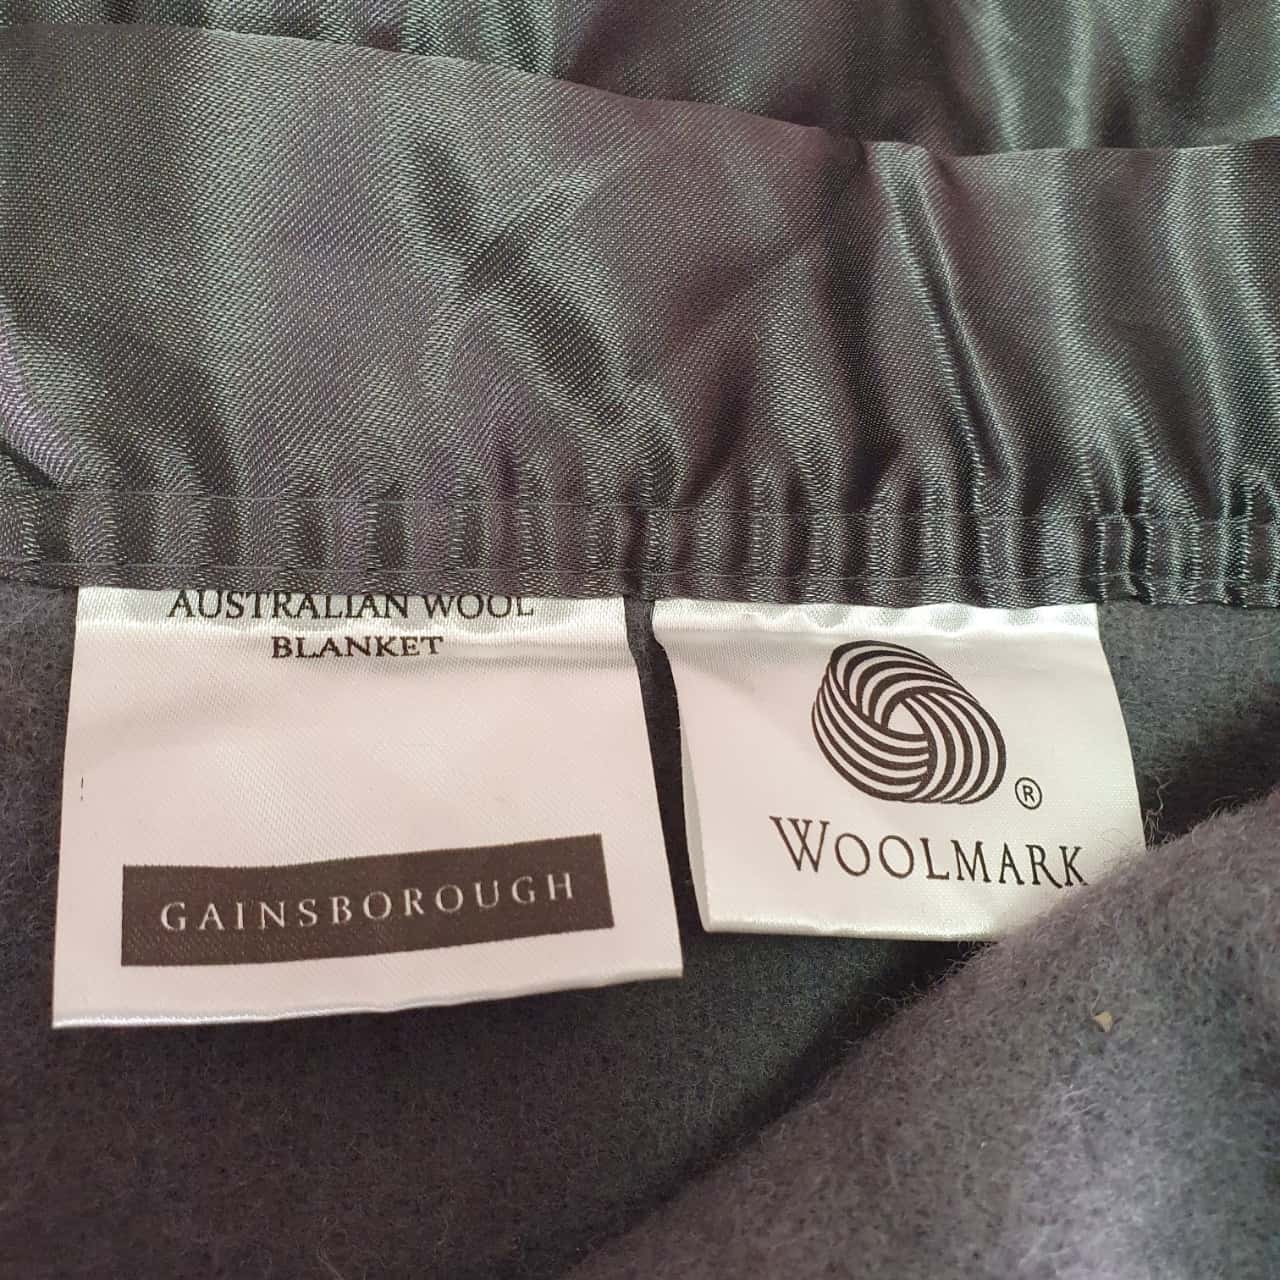 AUSTRALIAN WOOL
BLANKET
GAINSBOROUGH
®
WOOLMARK